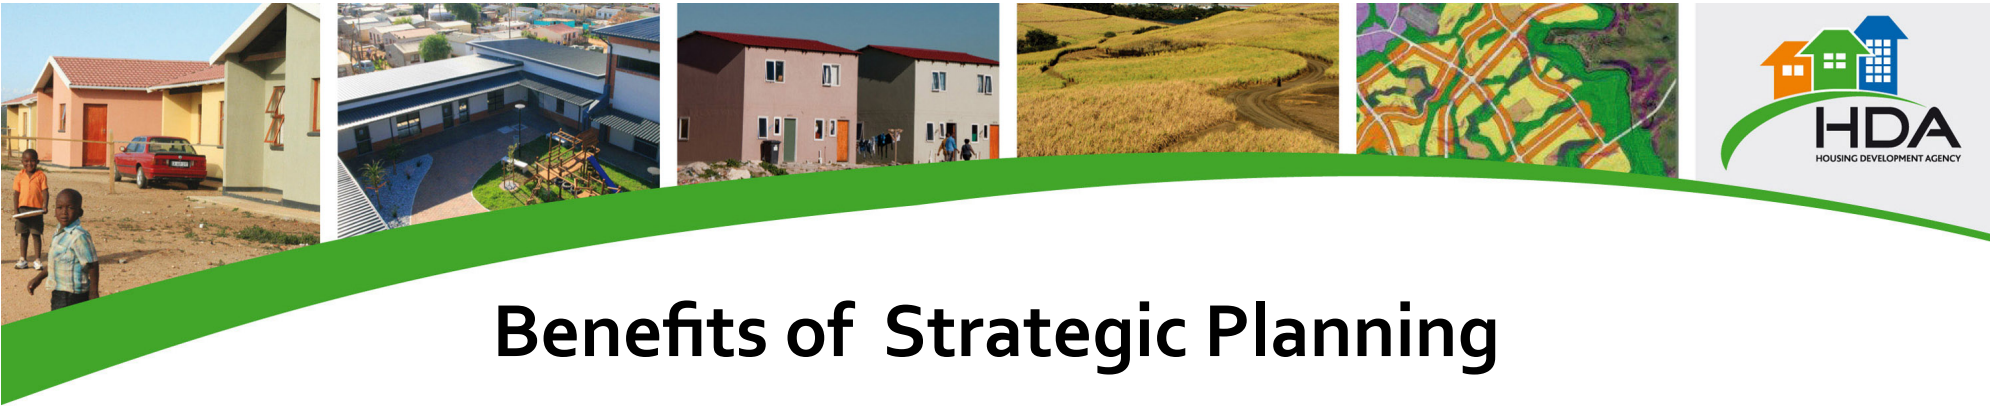 HDA
HOUSING DEVELOPMENT AGENCY
Benefits of  Strategic Planning